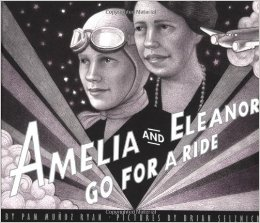 AMELIA AND ELEANOR
GO FOR A RIDE
BY PAM MUÑOZ RYAN · PICTURES BY BRIAN SELZNICK